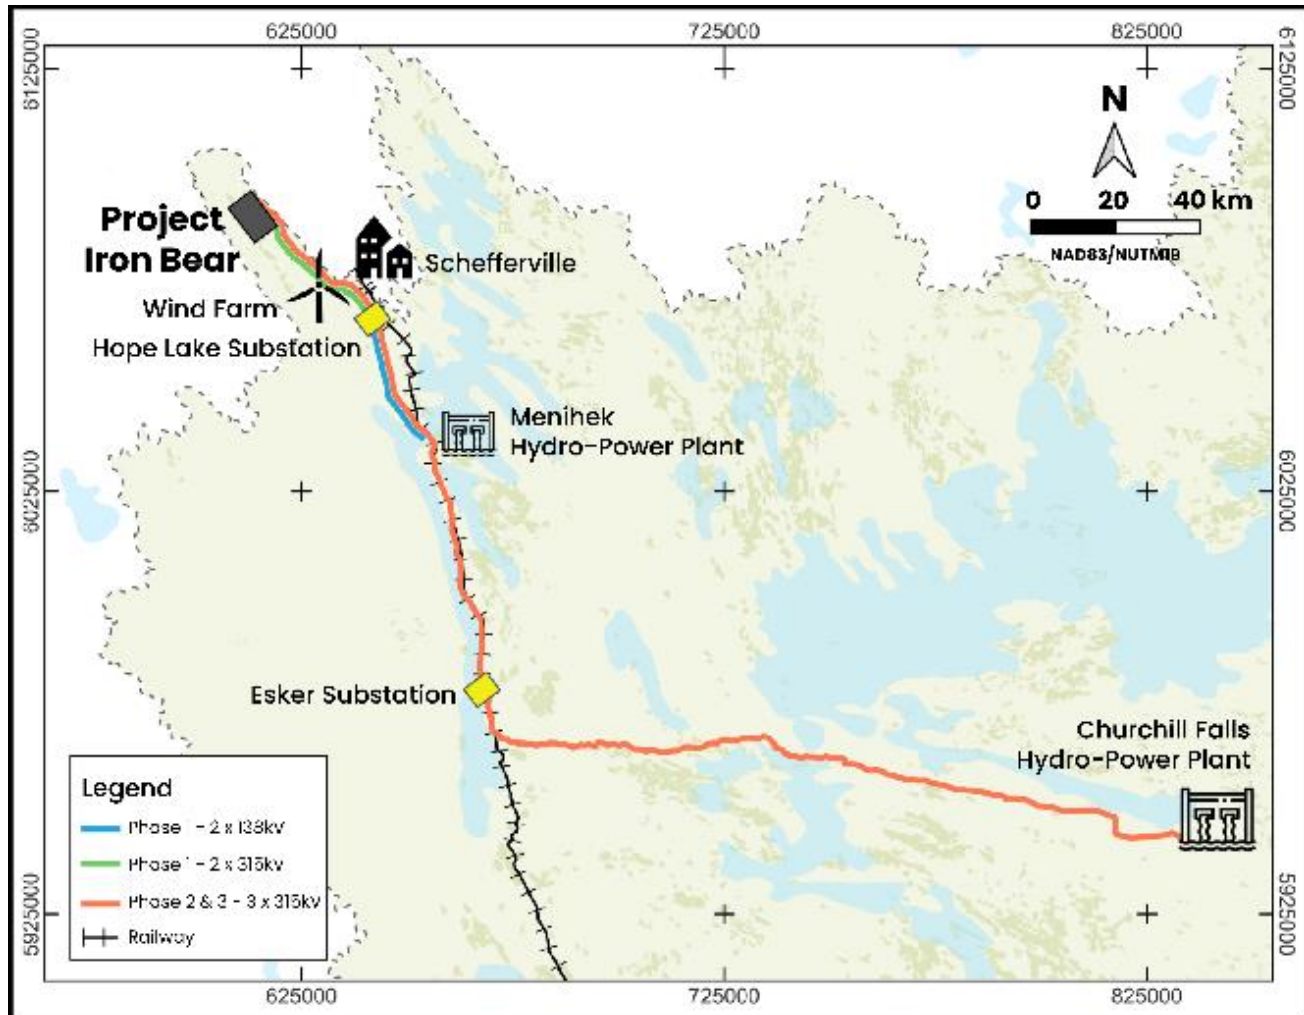 625000
725000
825000
6125000
6125000
N
0 20 40 km
NAD83/NUTM19
Project
Iron Bear
Schefferville
Wind Farm
Hope Lake Substation
Menihek
Hydro-Power Plant
6025000
6025000
Esker Substation
Churchill Falls
Hydro-Power Plant
Legend
Phase 1 - 2 x 138kV
Phase 1 - 2 x 315kV
Phase 2 & 3 - 3 x 315kV
Railway
5925000
5925000
625000
725000
825000